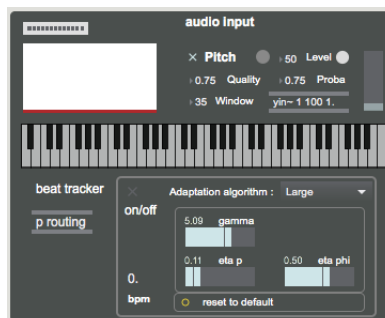 audio input
Pitch
50 Level
0.75 Quality
0.75 Proba
35 Window
yin~ 1 100 1.
beat tracker
Adaptation algorithm : Large
on/off
p routing
5.09 gamma
0.11 eta p
0.50 eta phi
0.
bpm
reset to default